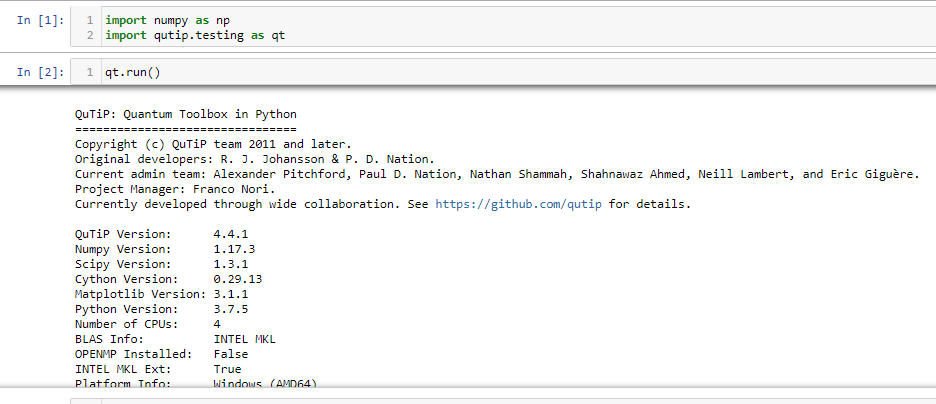 In [1]:
1 import numpy as np
2 import qutip.testing as qt
In [2]:
1 qt.run()
QuTiP: Quantum Toolbox in Python
================================
Copyright (c) QuTiP team 2011 and later.
Original developers: R. J. Johansson & P. D. Nation.
Current admin team: Alexander Pitchford, Paul D. Nation, Nathan Shammah, Shahnawaz Ahmed, Neill Lambert, and Eric Giguère.
Project Manager: Franco Nori.
Currently developed through wide collaboration. See https://github.com/qutip for details.
QuTiP Version: 4.4.1
Numpy Version: 1.17.3
Scipy Version: 1.3.1
Cython Version: 0.29.13
Matplotlib Version: 3.1.1
Python Version: 3.7.5
Number of CPUs: 4
BLAS Info: INTEL MKL
OPENMP Installed: False
INTEL MKL Ext: True
Platform Info: Windows (AMD64)